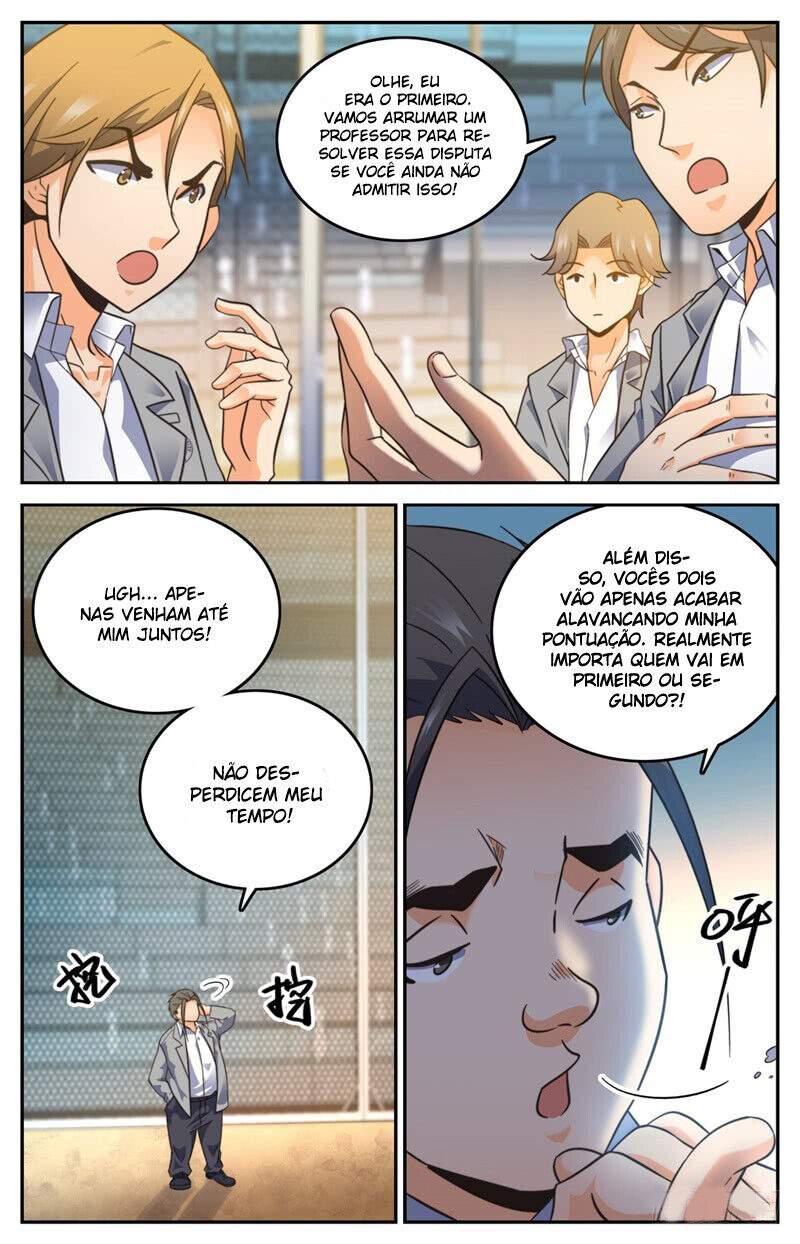 OLHE, EU
ERA O PRIMEIRO.
VAMOS ARRUMAR UM
PROFESSOR PARA RE-
SOLVER ESSA DISPUTA
SE VOCÊ AINDA NÃO
ADMITIR ISSO!
UGH... APE-
NAS VENHAM ATÉ
MIM JUNTOS!
NÃO DES-
PERDICEM MEU
TEMPO!
挖
挖
ALÉM DIS-
SO, VOCÊS DOIS
VÃO APENAS ACABAR
ALAVANCANDO MINHA
PONTUAÇÃO. REALMENTE
IMPORTA QUEM VAI EM
PRIMEIRO OU SE-
GUNDO?!
呼